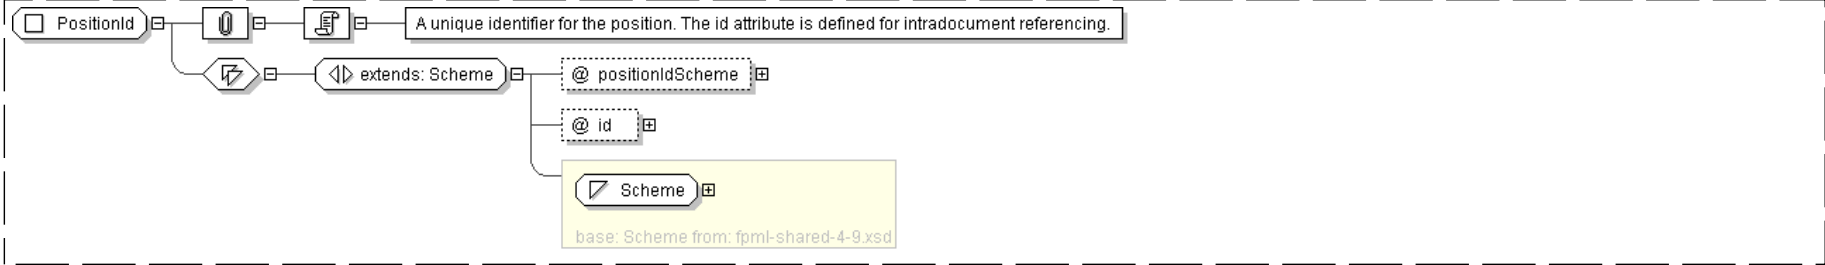 PositionId
A unique identifier for the position. The id attribute is defined for intradocument referencing.
extends: Scheme
@ positionIdScheme
@ id
Scheme
base: Scheme from: fpml-shared-4-9.xsd